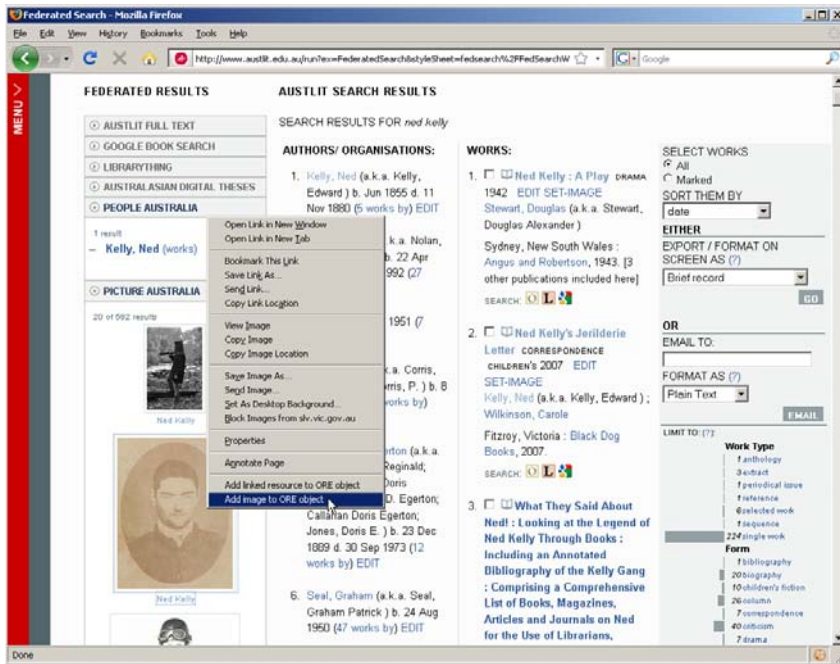 Federated Search - Mozilla Firefox
File Edit View History Bookmarks Tools Help
http://www.austlit.edu.au/run?ex=FederatedSearch&styleSheet=fedsearch%2FFedSearchW
Google
MENU
FEDERATED RESULTS
AUSTLIT FULL TEXT
GOOGLE BOOK SEARCH
LIBRARYTHING
AUSTRALASIAN DIGITAL THESES
PEOPLE AUSTRALIA
1 result
– Kelly, Ned (works)
PICTURE AUSTRALIA
20 of 592 results
Ned Kelly
Ned Kelly
Open Link in New Window
Open Link in New Tab
Bookmark This Link
Save Link As...
Send Link...
Copy Link Location
View Image
Copy Image
Copy Image Location
Save Image As...
Send Image...
Set As Desktop Background...
Block Images from slv.vic.gov.au
Properties
Annotate Page
Add linked resource to ORE object
Add image to ORE object
AUSTLIT SEARCH RESULTS
SEARCH RESULTS FOR ned kelly
AUTHORS/ ORGANISATIONS:
1. Kelly, Ned (a.k.a. Kelly,
Edward ) b. Jun 1855 d. 11
Nov 1880 (5 works by) EDIT
.k.a. Nolan,
b. 22 Apr
992 (27
1951 (7
k.a. Corris,
orris, P. ) b. 8
works by)
erton (a.k.a.
Reginald;
Doris
D. Egerton;
Callahan Doris Egerton;
Jones, Doris E. ) b. 23 Dec
1889 d. 30 Sep 1973 (12
works by) EDIT
6. Seal, Graham (a.k.a. Seal,
Graham Patrick ) b. 24 Aug
1950 (47 works by) EDIT
WORKS:
1. Ned Kelly : A Play DRAMA
1942 EDIT SET-IMAGE
Stewart, Douglas (a.k.a. Stewart,
Douglas Alexander )
Sydney, New South Wales :
Angus and Robertson, 1943. [3
other publications included here]
SEARCH: O L
2. Ned Kelly's Jerilderie
Letter CORRESPONDENCE
CHILDREN'S 2007 EDIT
SET-IMAGE
Kelly, Ned (a.k.a. Kelly, Edward ) ;
Wilkinson, Carole
Fitzroy, Victoria : Black Dog
Books, 2007.
SEARCH: O L
3. What They Said About
Ned! : Looking at the Legend of
Ned Kelly Through Books :
Including an Annotated
Bibliography of the Kelly Gang
: Comprising a Comprehensive
List of Books, Magazines,
Articles and Journals on Ned
for the Use of Librarians,
SELECT WORKS
All
Marked
SORT THEM BY
date
EITHER
EXPORT / FORMAT ON
SCREEN AS (?)
Brief record
GO
OR
EMAIL TO:
FORMAT AS (?)
Plain Text
EMAIL
LIMIT TO: (?):
Work Type
1 anthology
3 extract
1 periodical issue
1 reference
6 selected work
1 sequence
224 single work
Form
1 bibliography
20 biography
10 children's fiction
26 column
7 correspondence
40 criticism
7 drama
Done